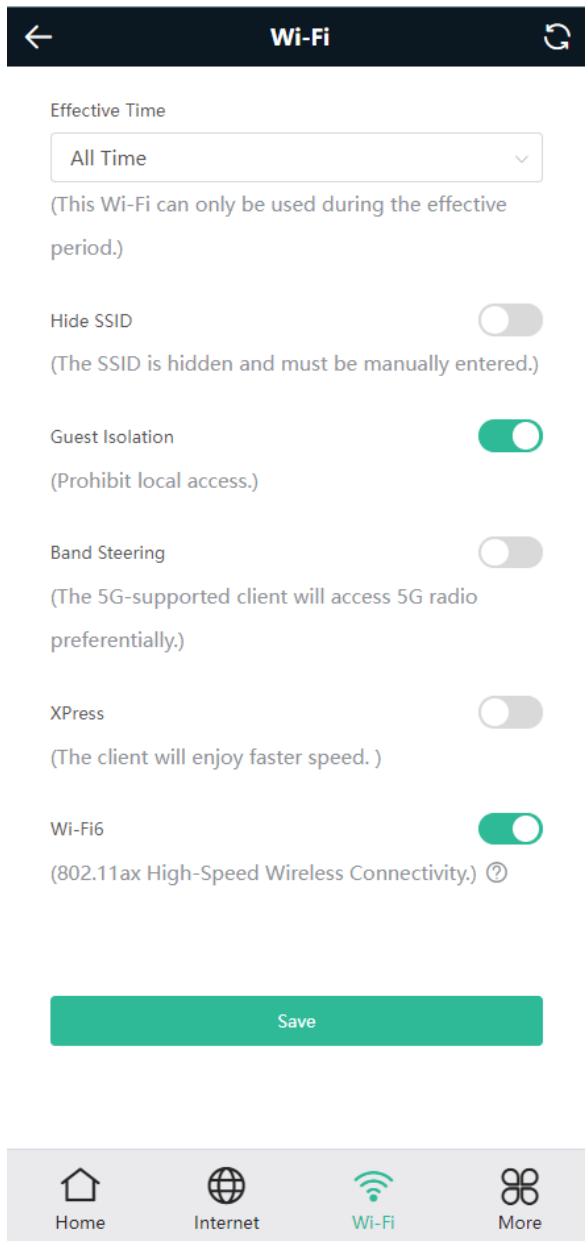 Wi-Fi
Effective Time
All Time
(This Wi-Fi can only be used during the effective
period.)
Hide SSID
(The SSID is hidden and must be manually entered.)
Guest Isolation
(Prohibit local access.)
Band Steering
(The 5G-supported client will access 5G radio
preferentially.)
XPress
(The client will enjoy faster speed. )
Wi-Fi6
(802.11ax High-Speed Wireless Connectivity.) ?
Save
Home Internet Wi-Fi More